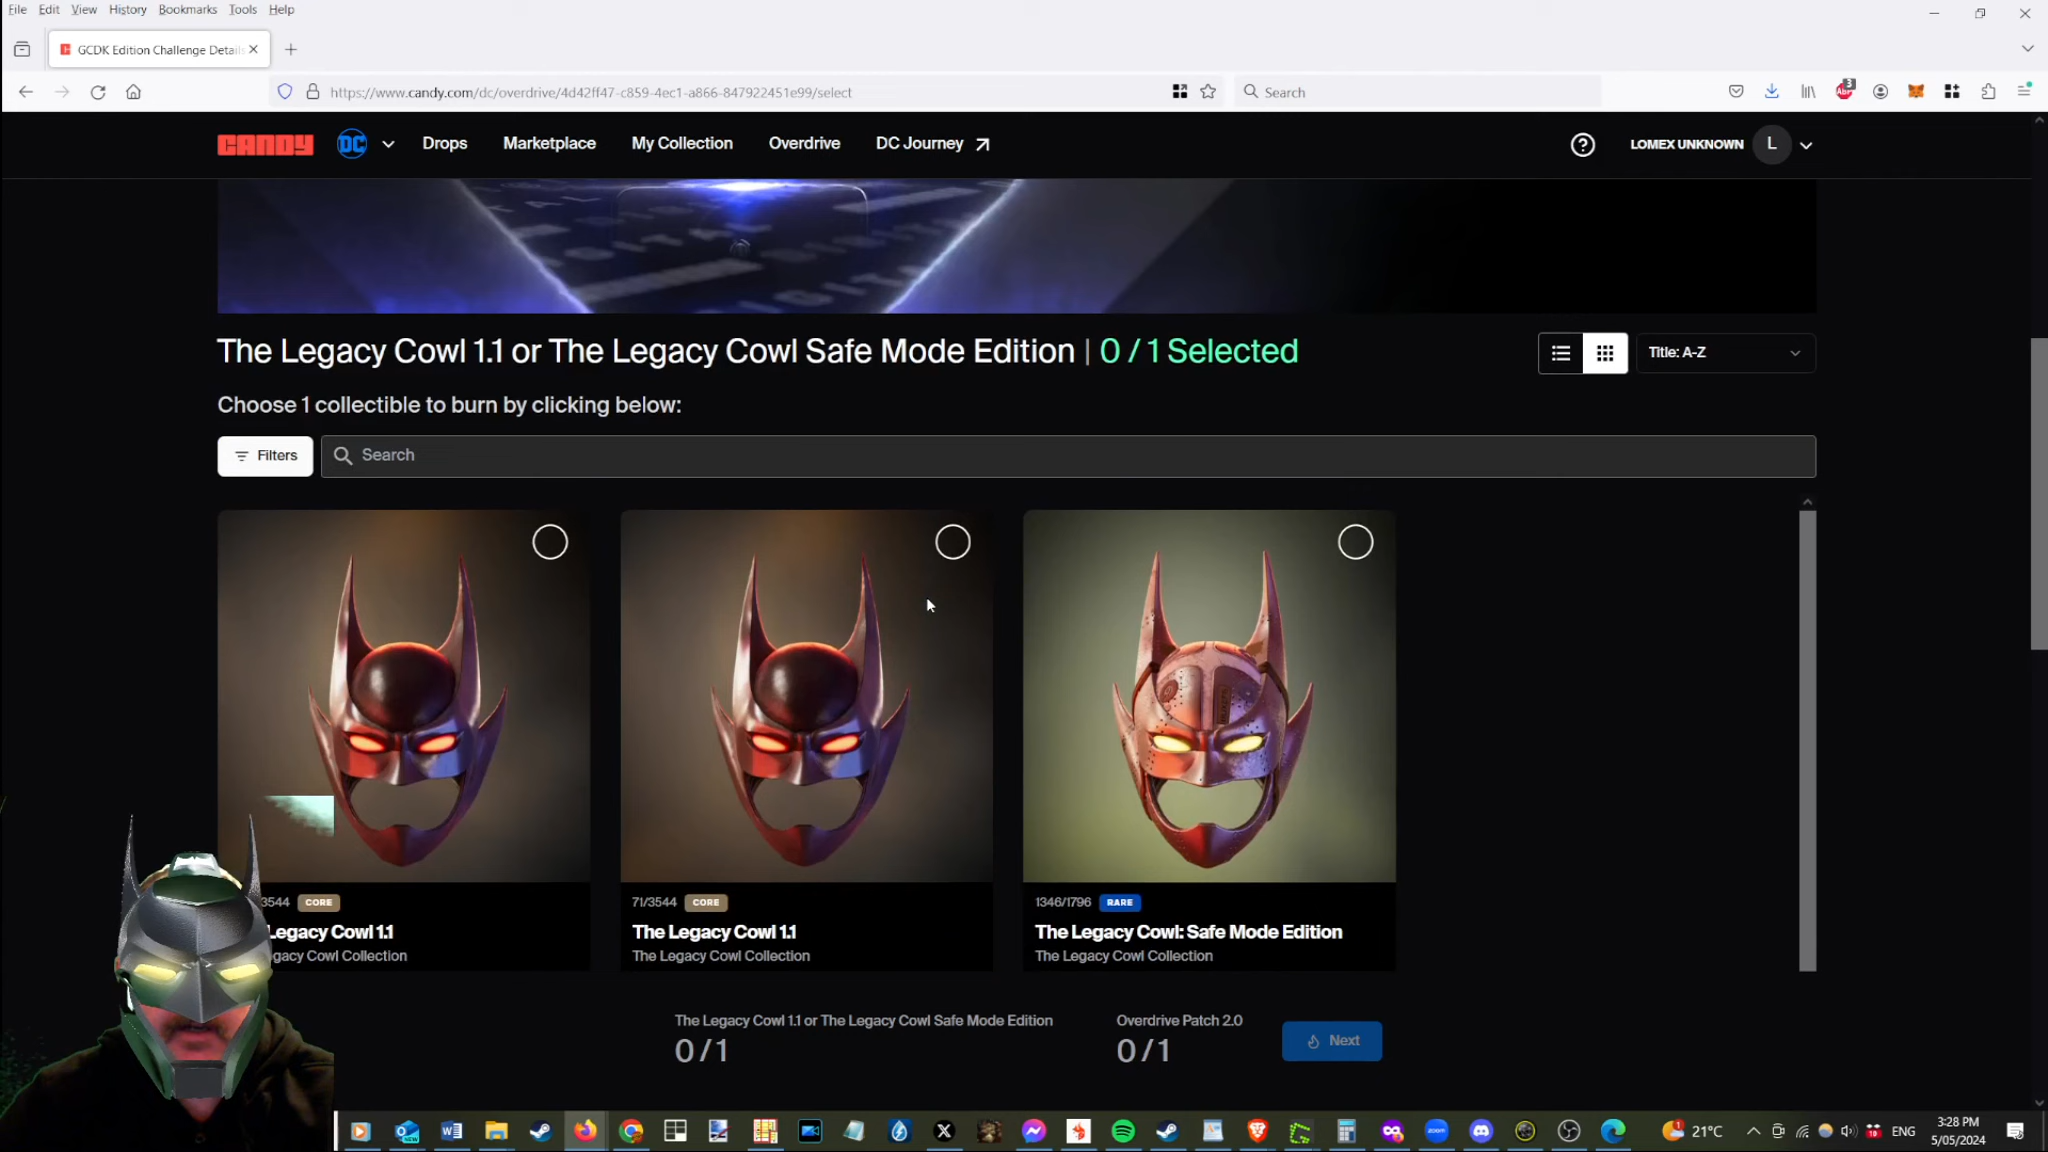 File Edit View History Bookmarks Tools Help
GCDK Edition Challenge Details
https://www.candy.com/dc/overdrive/4d42ff47-c859-4ec1-a866-847922451e99/select
Search
CANDY DC Drops Marketplace My Collection Overdrive DC Journey LOMEX UNKNOWN L
The Legacy Cowl 1.1 or The Legacy Cowl Safe Mode Edition | 0 / 1 Selected
Title: A-Z
Choose 1 collectible to burn by clicking below:
Filters
Search
3544 CORE
Legacy Cowl 1.1
gacy Cowl Collection
71/3544 CORE
The Legacy Cowl 1.1
The Legacy Cowl Collection
1346/1796 RARE
The Legacy Cowl: Safe Mode Edition
The Legacy Cowl Collection
The Legacy Cowl 1.1 or The Legacy Cowl Safe Mode Edition
0/1
Overdrive Patch 2.0
0/1
Next
21°C
ENG
3:28 PM
5/05/2024